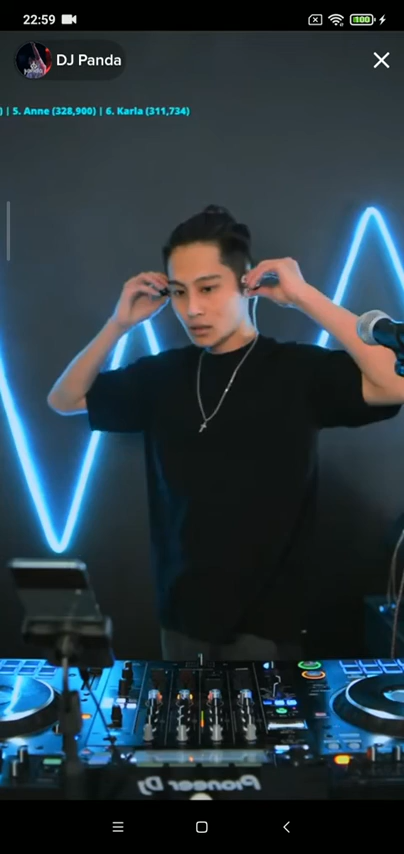 22:59
100
DJ Panda
) | 5. Anne (328,900) | 6. Karla (311,734)
Pioneer Dj